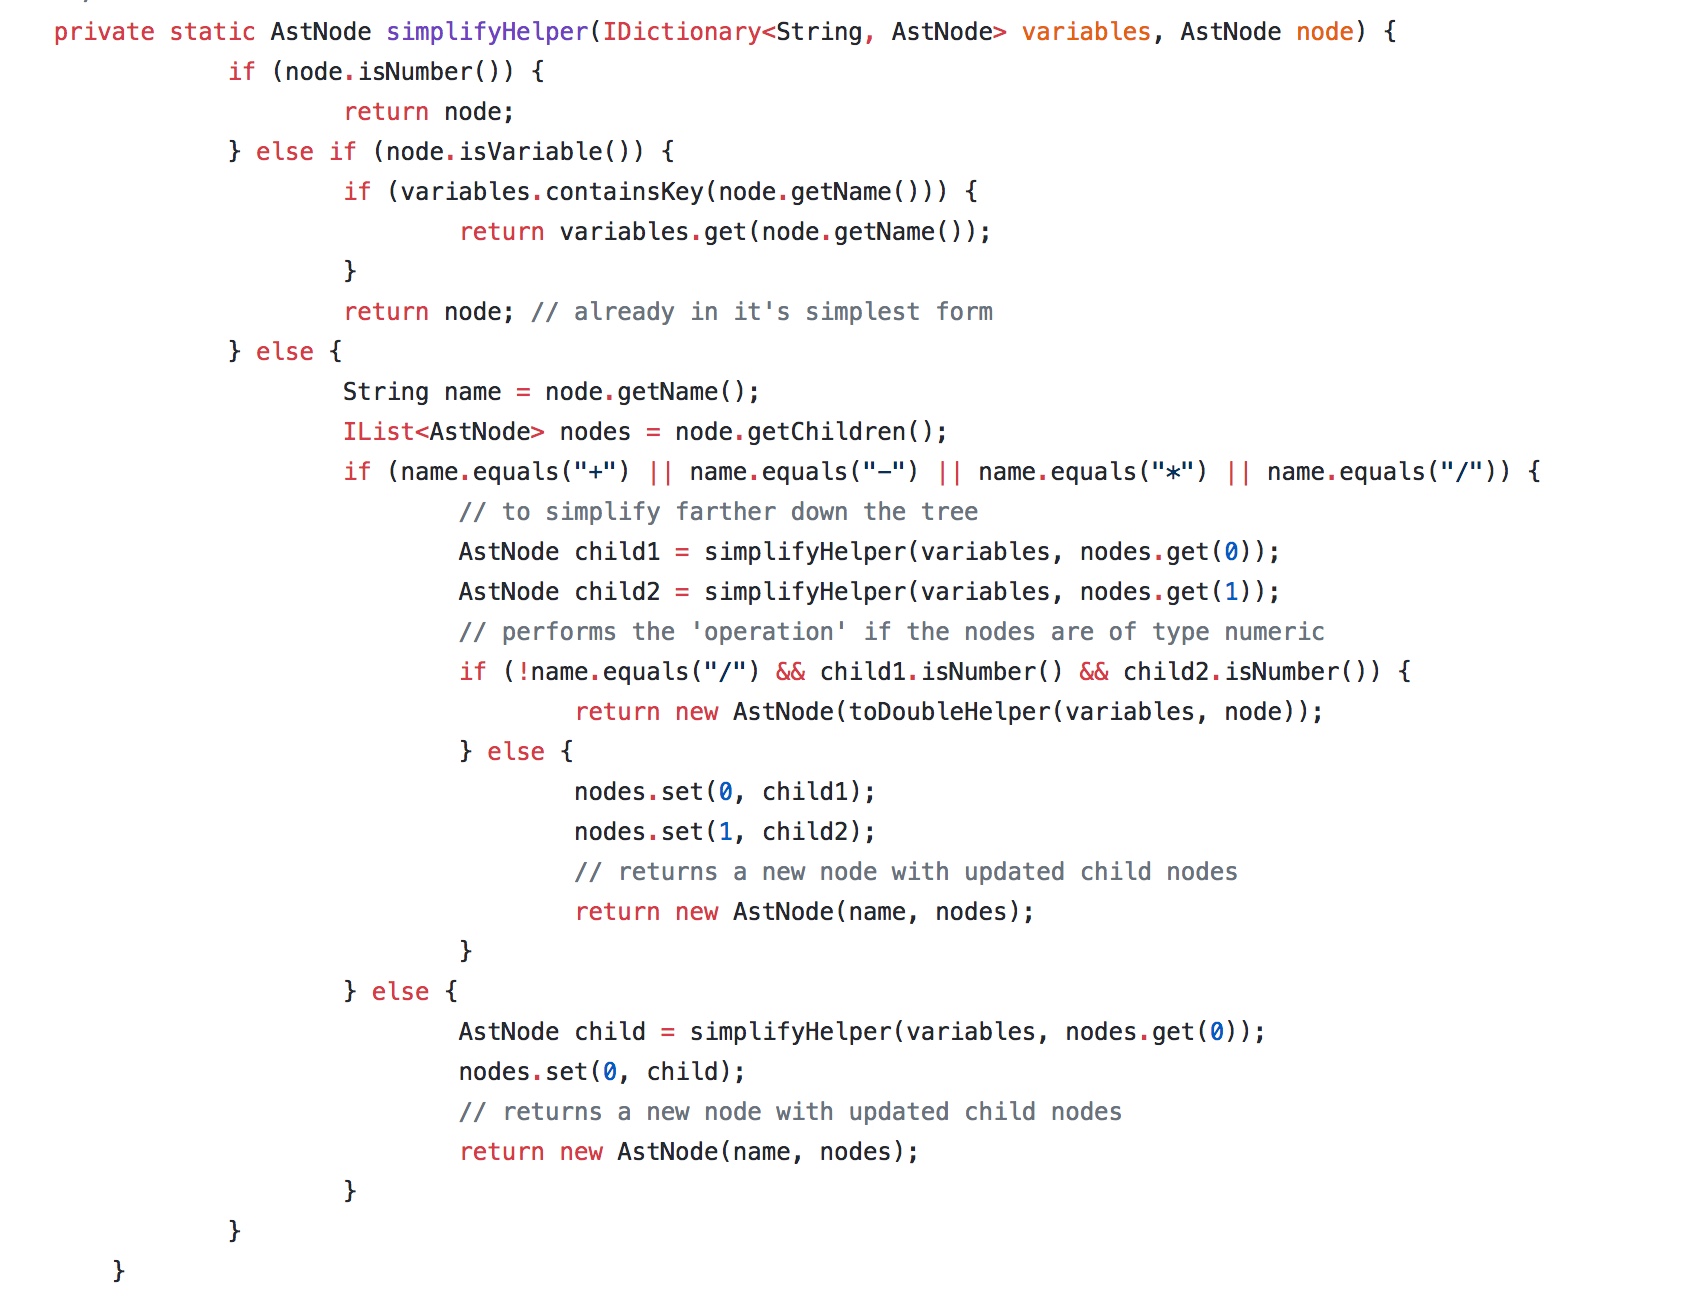 private static AstNode simplifyHelper(IDictionary<String, AstNode> variables, AstNode node) {
if (node.isNumber()) {
return node;
} else if (node.isVariable()) {
if (variables.containsKey(node.getName())) {
return variables.get(node.getName());
}
return node; // already in it's simplest form
} else {
String name = node.getName();
IList<AstNode> nodes = node.getChildren();
if (name.equals("+") || name.equals("-") || name.equals("*") || name.equals("/")) {
// to simplify farther down the tree
AstNode child1 = simplifyHelper(variables, nodes.get(0));
AstNode child2 = simplifyHelper(variables, nodes.get(1));
// performs the 'operation' if the nodes are of type numeric
if (!name.equals("/") && child1.isNumber() && child2.isNumber()) {
return new AstNode(toDoubleHelper(variables, node));
} else {
nodes.set(0, child1);
nodes.set(1, child2);
// returns a new node with updated child nodes
return new AstNode(name, nodes);
}
} else {
AstNode child = simplifyHelper(variables, nodes.get(0));
nodes.set(0, child);
// returns a new node with updated child nodes
return new AstNode(name, nodes);
}
}
}